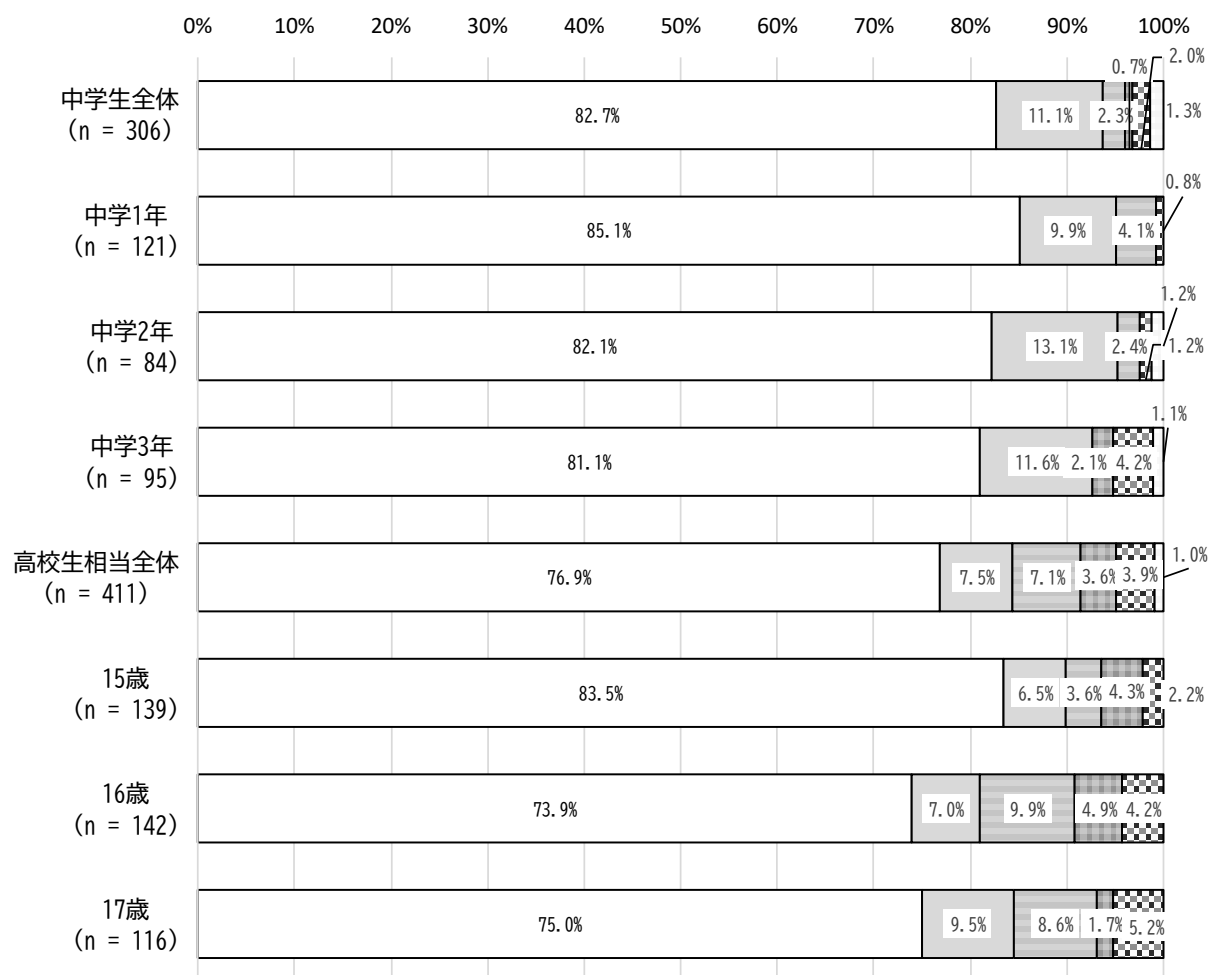 0% 10% 20% 30% 40% 50% 60% 70% 80% 90% 100%
中学生全体
(n = 306)
82.7% 11.1% 2.3% 0.7% 2.0% 1.3%
中学1年
(n = 121)
85.1% 9.9% 4.1% 0.8%
中学2年
(n = 84)
82.1% 13.1% 2.4% 1.2% 1.2%
中学3年
(n = 95)
81.1% 11.6% 2.1% 4.2% 1.1%
高校生相当全体
(n = 411)
76.9% 7.5% 7.1% 3.6% 3.9% 1.0%
15歳
(n = 139)
83.5% 6.5% 3.6% 4.3% 2.2%
16歳
(n = 142)
73.9% 7.0% 9.9% 4.9% 4.2%
17歳
(n = 116)
75.0% 9.5% 8.6% 1.7% 5.2%